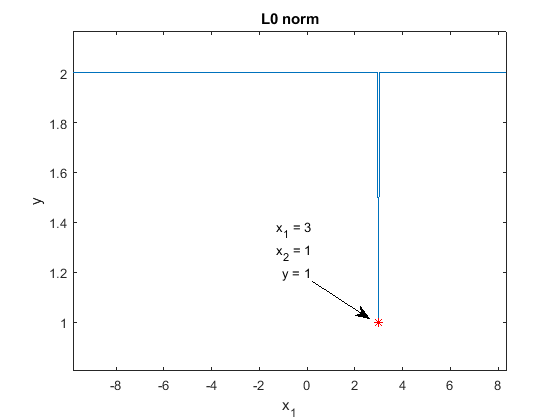 L0 norm
2
1.8
1.6
1.4
1.2
1
y
x₁ = 3
x₂ = 1
y = 1
-8 -6 -4 -2 0 2 4 6 8
x₁